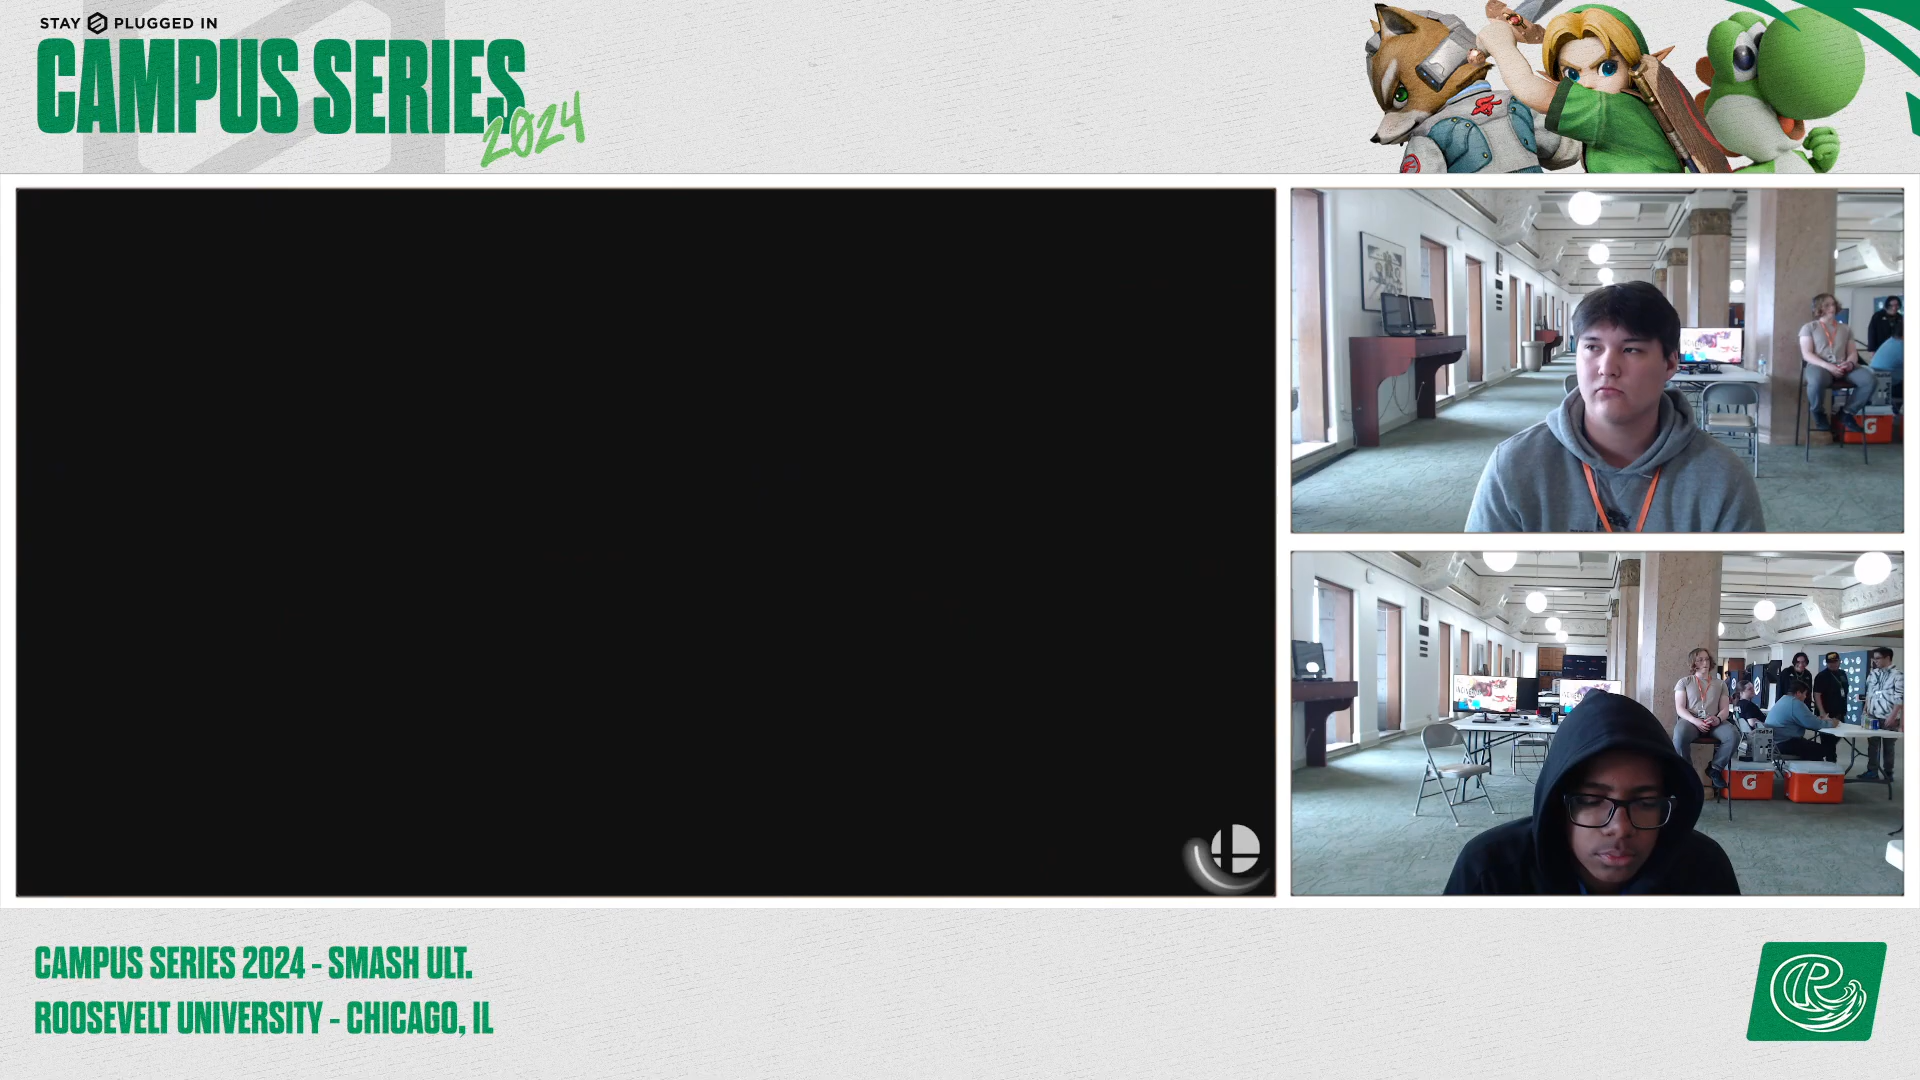 STAY PLUGGED IN
CAMPUS SERIES
2024
G
G
G
CAMPUS SERIES 2024 - SMASH ULT.
ROOSEVELT UNIVERSITY - CHICAGO, IL
R